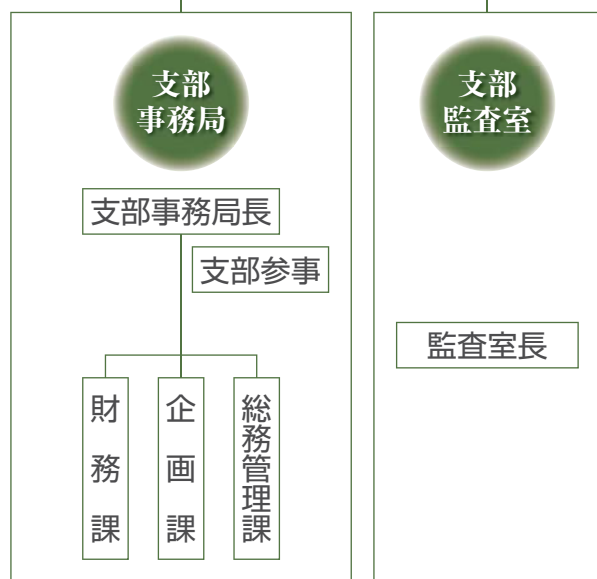 支部
事務局
支部事務局長
支部参事
財務課
企画課
総務管理課
支部
監査室
監査室長